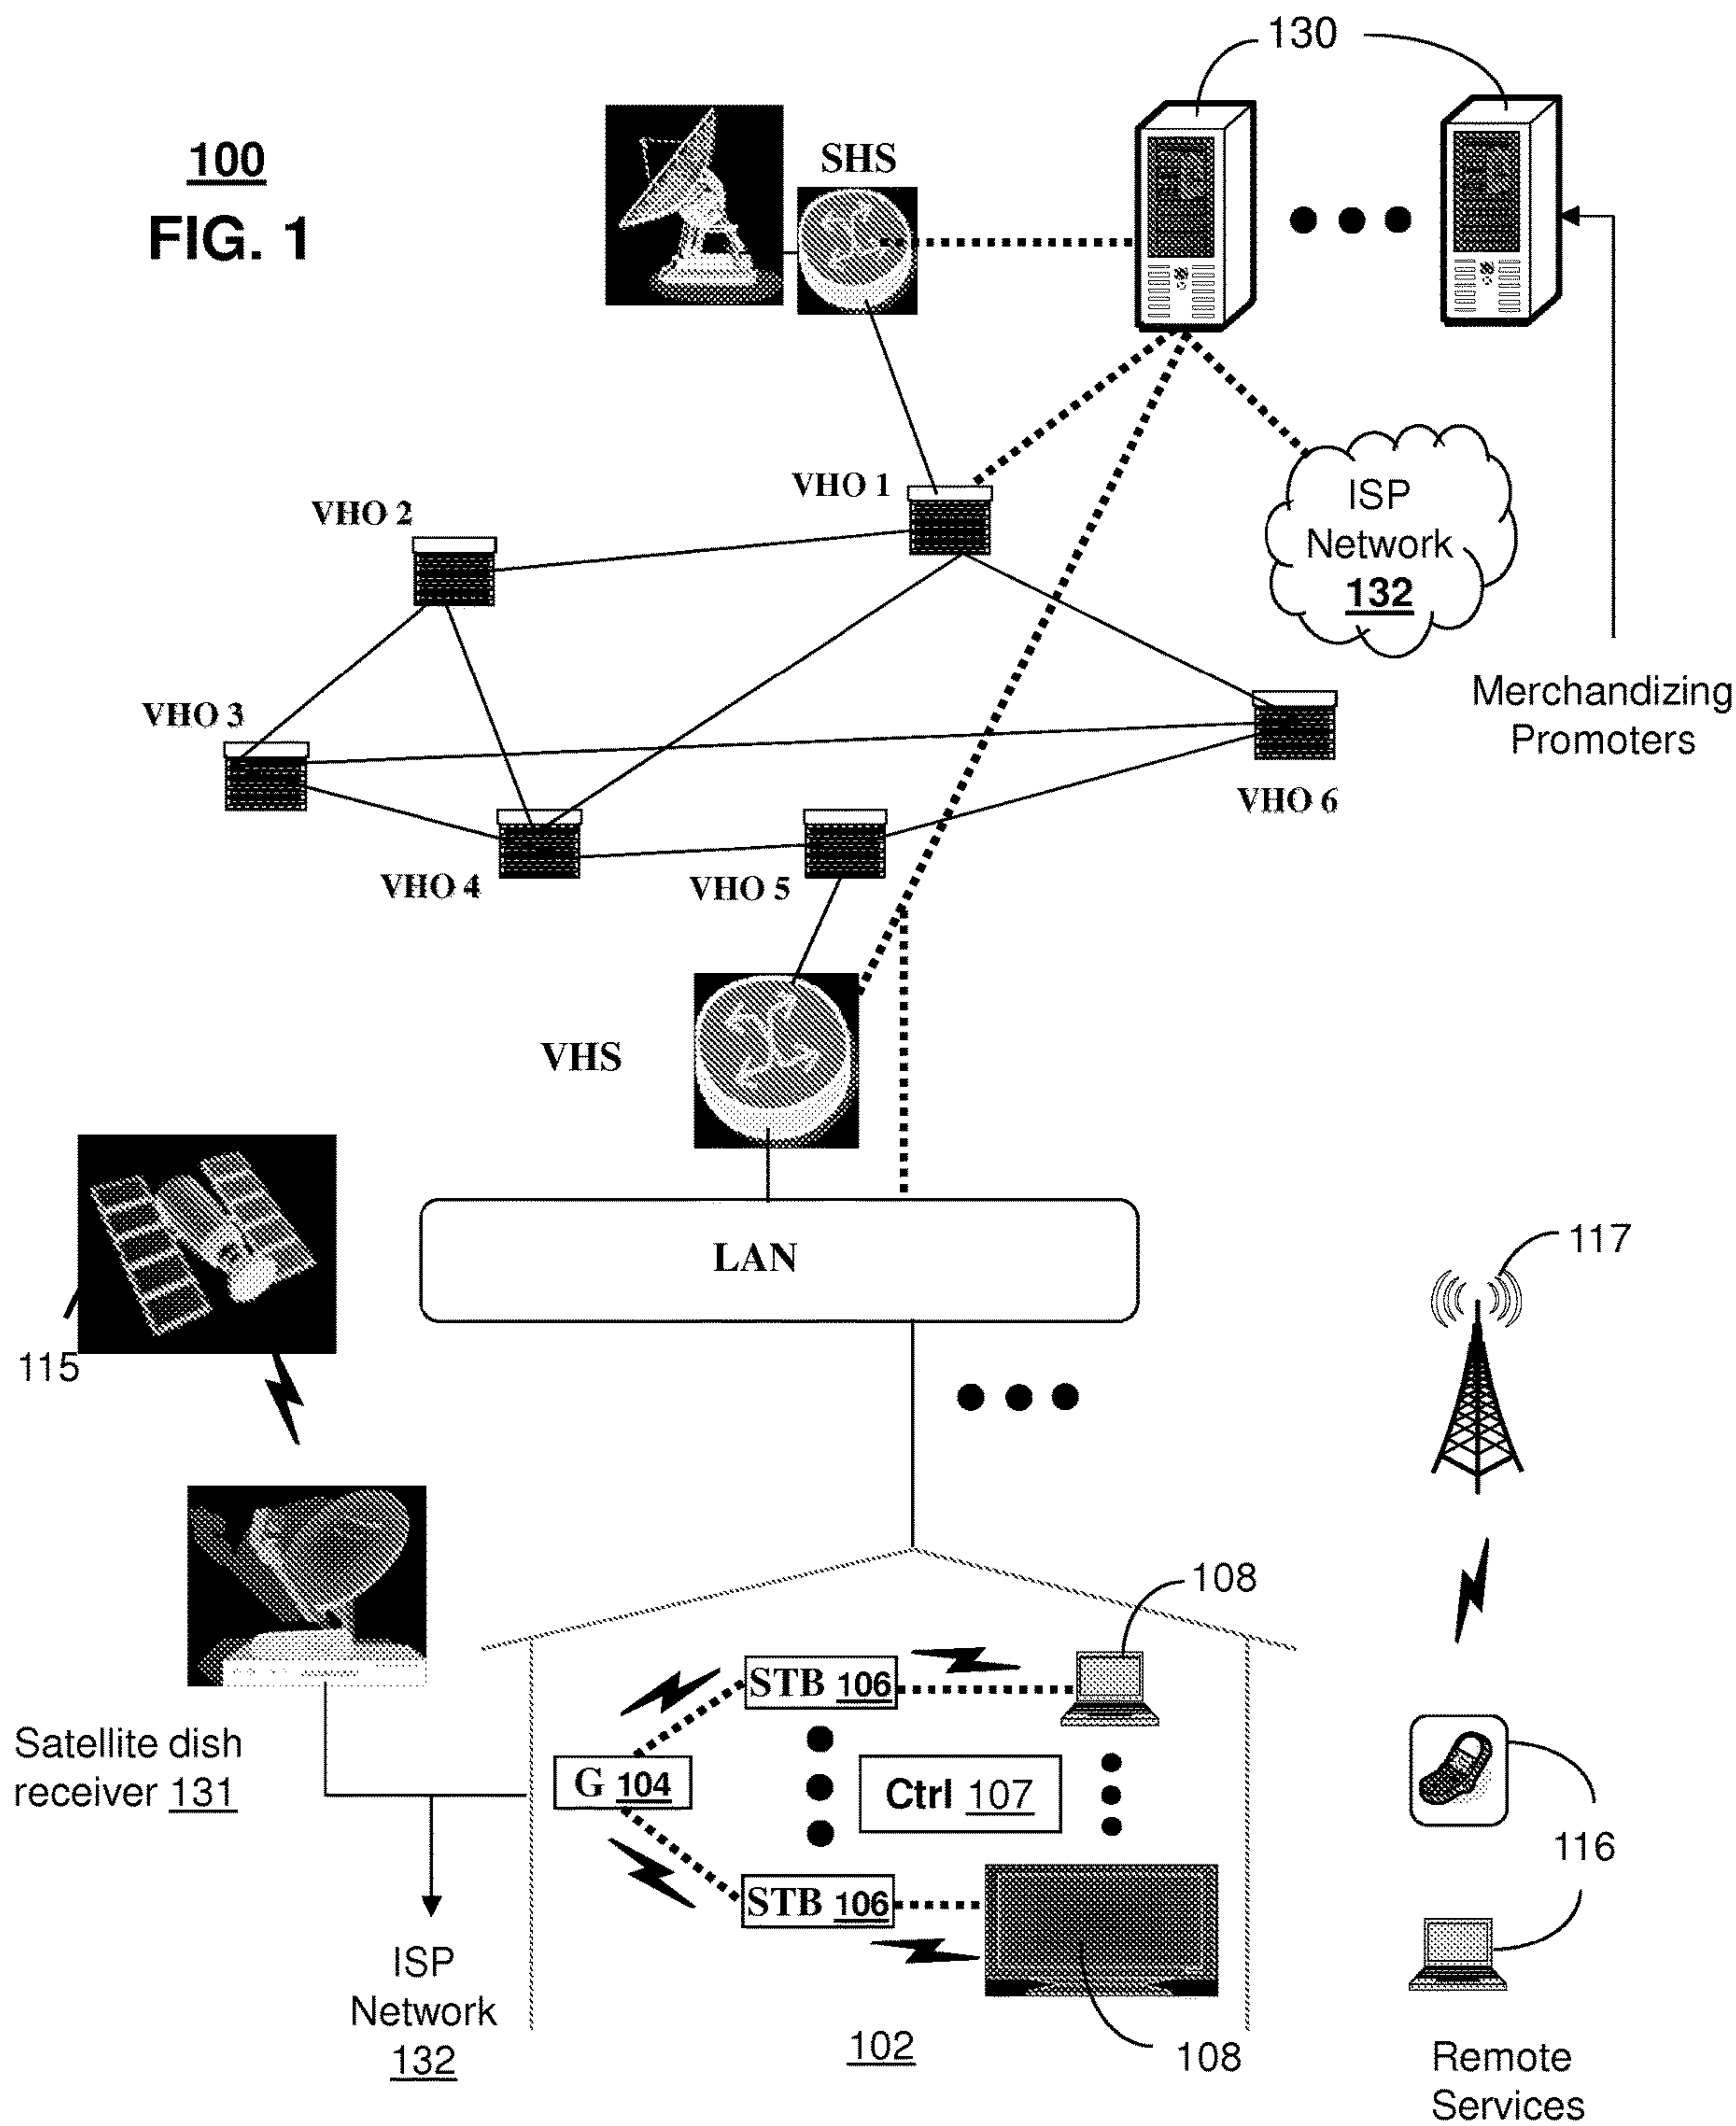 130
100
FIG. 1
SHS
ISP
Network
132
VHO 1
VHO 2
Merchandizing
Promoters
VHO 3
VHO 6
VHO 4
VHO 5
VHS
LAN
117
115
108
STB 106
Satellite dish
receiver 131
G 104
Ctrl 107
116
STB 106
ISP
Network
132
102
108
Remote
Services